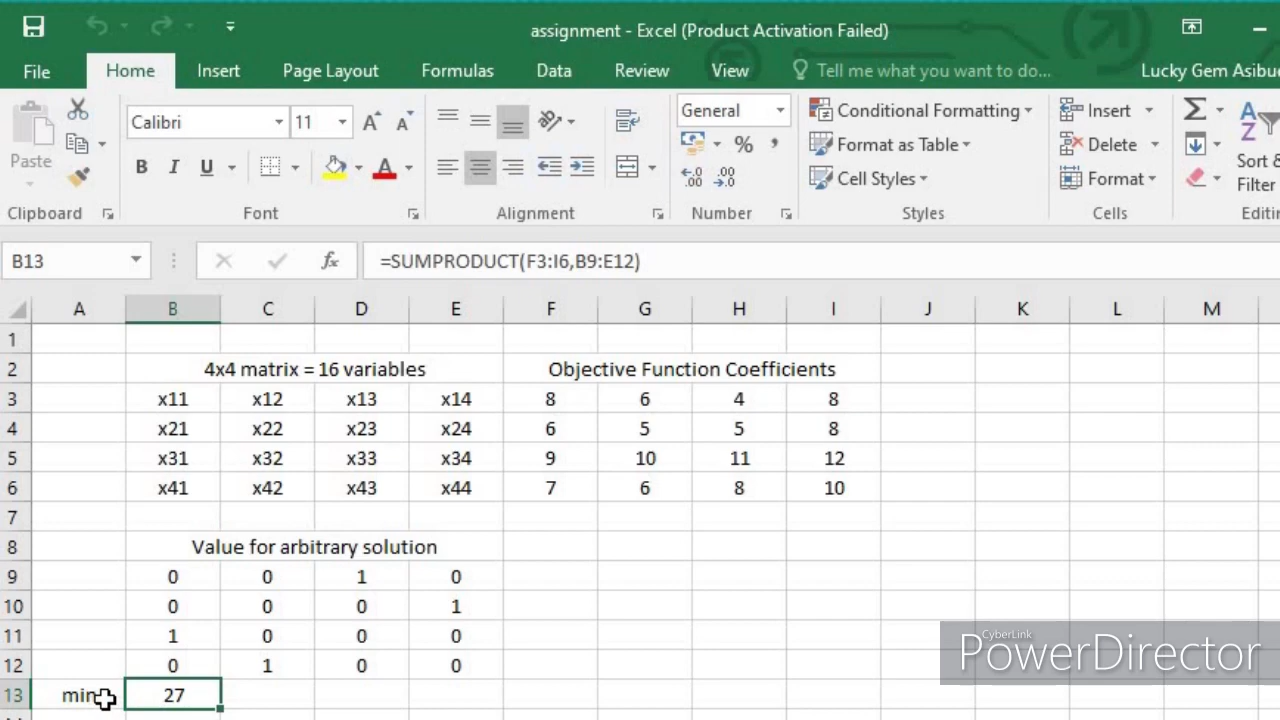 assignment - Excel (Product Activation Failed)
File Home Insert Page Layout Formulas Data Review View Tell me what you want to do... Lucky Gem Asibu
Calibri 11 General Conditional Formatting Insert Σ A Z
Paste B I U % , Format as Table Delete Sort &
Cell Styles Format Filter
Clipboard Font Alignment Number Styles Cells Editi
B13 fx =SUMPRODUCT(F3:I6,B9:E12)
A B C D E F G H I J K L M
1
2 4x4 matrix = 16 variables Objective Function Coefficients
3 x11 x12 x13 x14 8 6 4 8
4 x21 x22 x23 x24 6 5 5 8
5 x31 x32 x33 x34 9 10 11 12
6 x41 x42 x43 x44 7 6 8 10
7
8 Value for arbitrary solution
9 0 0 1 0
10 0 0 0 1
11 1 0 0 0
12 0 1 0 0
13 min 27
CyberLink
PowerDirector